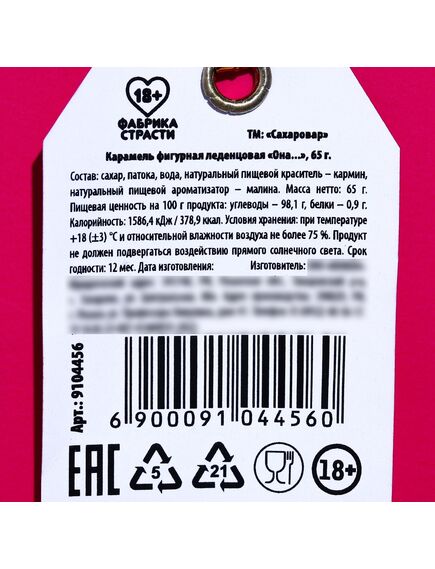 18+
ФАБРИКА
СТРАСТИ
ТМ: «Сахаровар»
Карамель фигурная леденцовая «Она...», 65 г.
Состав: сахар, патока, вода, натуральный пищевой краситель – кармин,
натуральный пищевой ароматизатор – малина. Масса нетто: 65 г.
Пищевая ценность на 100 г продукта: углеводы – 98,1 г, белки – 0,9 г.
Калорийность: 1586,4 кДж / 378,9 ккал. Условия хранения: при температуре
+18 (±3) °С и относительной влажности воздуха не более 75 %. Продукт
не должен подвергаться воздействию прямого солнечного света. Срок
годности: 12 мес. Дата изготовления: Изготовитель:
Арт.: 9104456
6 900091 044560
EAC 5 21 18+